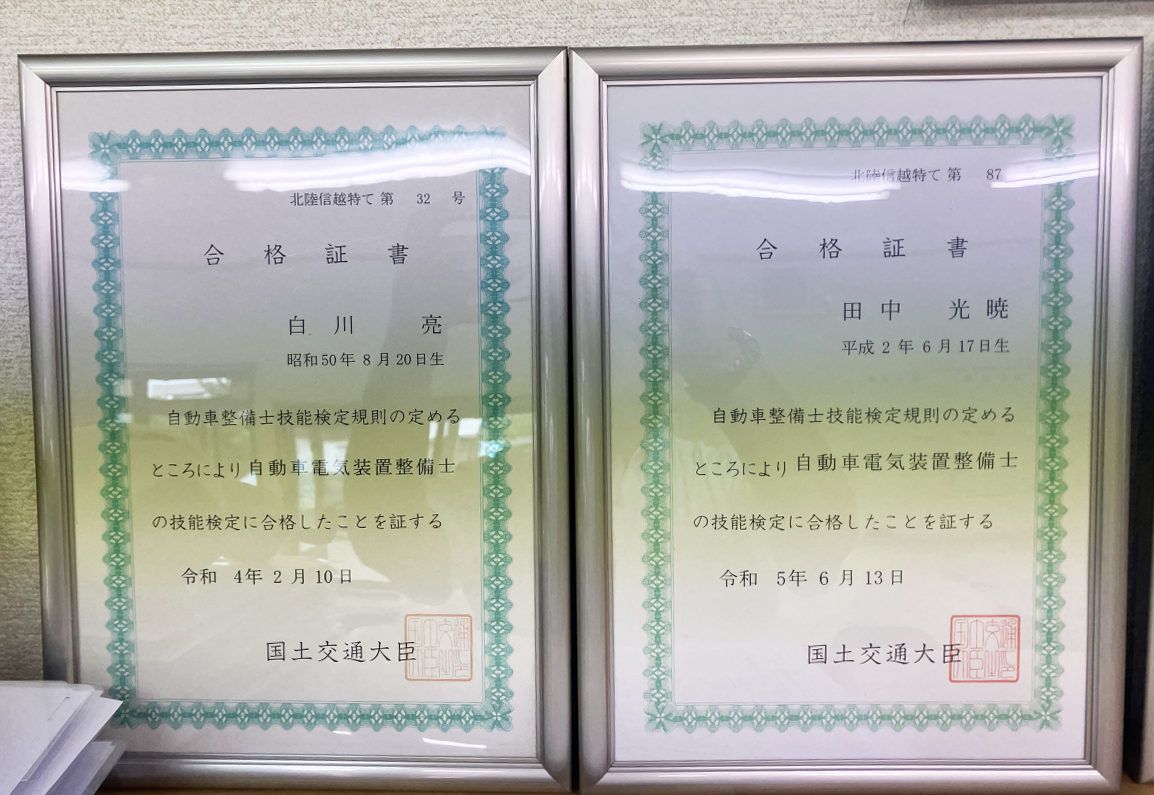 北陸信越特て 第 32 号
合格証書
白川 亮
昭和50年 8月20日生
自動車整備士技能検定規則の定める
ところにより自動車電気装置整備士
の技能検定に合格したことを証する
令和 4年 2月10日
国土交通大臣
北陸信越特て 第 87
合格証書
田中 光暁
平成 2年 6月17日生
自動車整備士技能検定規則の定める
ところにより自動車電気装置整備士
の技能検定に合格したことを証する
令和 5年 6月13日
国土交通大臣